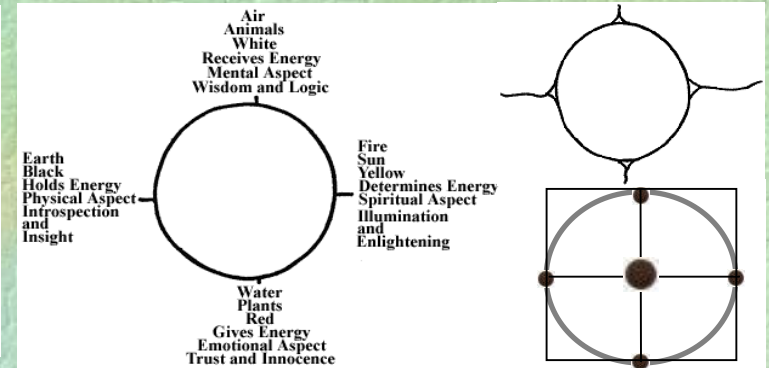 Air
Animals
White
Receives Energy
Mental Aspect
Wisdom and Logic
Earth
Black
Holds Energy
Physical Aspect
Introspection
and
Insight
Fire
Sun
Yellow
Determines Energy
Spiritual Aspect
Illumination
and
Enlightening
Water
Plants
Red
Gives Energy
Emotional Aspect
Trust and Innocence